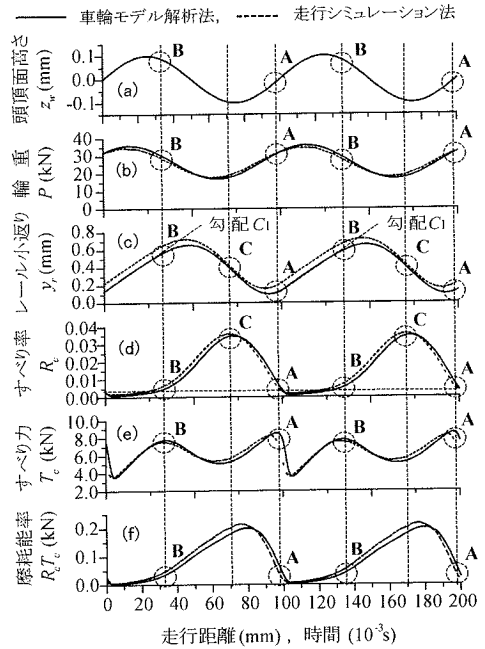 車輪モデル解析法, 走行シミュレーション法
頭頂面高さ
z_w (mm)
0.1
0.0
-0.1
(a)
B
A
B
A
輪重
P (kN)
40
30
20
10
0
(b)
B
A
B
A
レール小返り
y_r (mm)
0.8
0.6
0.4
0.2
0.0
(c)
B
勾配C1
C
A
B
勾配C1
C
A
すべり率
R_c
0.04
0.03
0.02
0.01
0.00
(d)
B
C
A
B
C
A
すべり力
T_c (kN)
10.0
8.0
6.0
4.0
2.0
(e)
B
A
B
A
摩耗能率
R_cT_c (kN)
0.2
0.1
0.0
(f)
B
A
B
A
0 20 40 60 80 100 120 140 160 180 200
走行距離(mm), 時間 (10⁻³s)